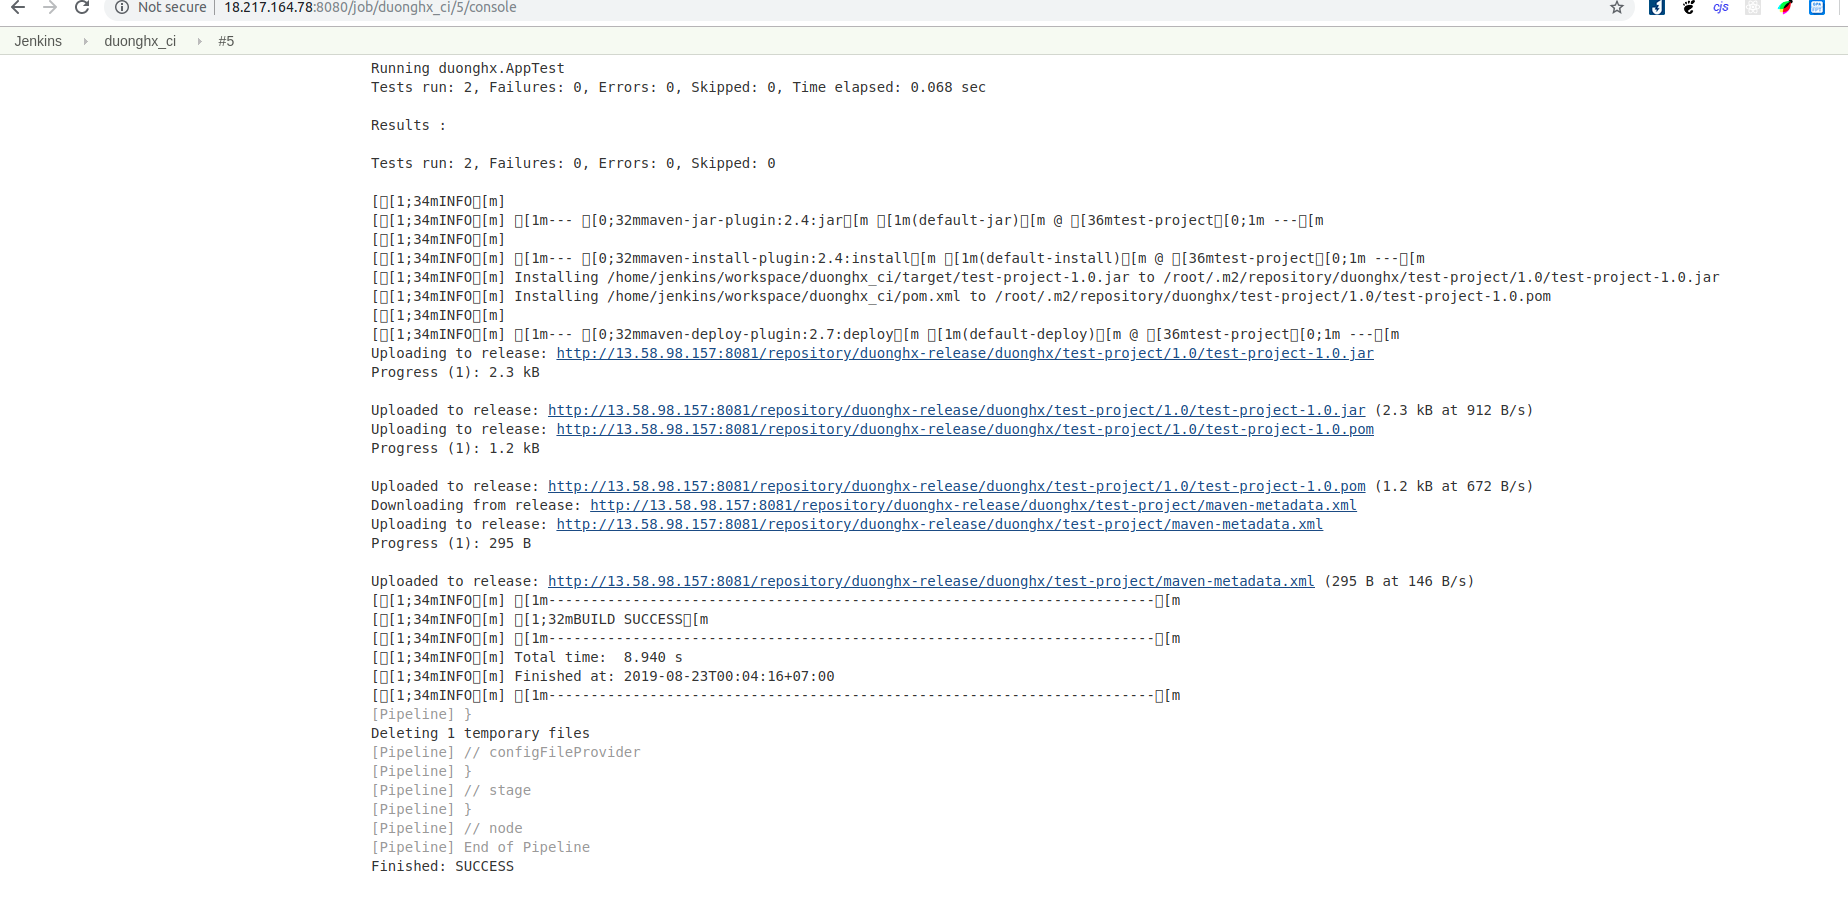 Not secure | 18.217.164.78:8080/job/duonghx_ci/5/console
cjs
Jenkins duonghx_ci #5
Running duonghx.AppTest
Tests run: 2, Failures: 0, Errors: 0, Skipped: 0, Time elapsed: 0.068 sec
Results :
Tests run: 2, Failures: 0, Errors: 0, Skipped: 0
[▯[1;34mINFO▯[m]
[▯[1;34mINFO▯[m] ▯[1m--- ▯[0;32mmaven-jar-plugin:2.4:jar▯[m ▯[1m(default-jar)▯[m @ ▯[36mtest-project▯[0;1m ---▯[m
[▯[1;34mINFO▯[m]
[▯[1;34mINFO▯[m] ▯[1m--- ▯[0;32mmaven-install-plugin:2.4:install▯[m ▯[1m(default-install)▯[m @ ▯[36mtest-project▯[0;1m ---▯[m
[▯[1;34mINFO▯[m] Installing /home/jenkins/workspace/duonghx_ci/target/test-project-1.0.jar to /root/.m2/repository/duonghx/test-project/1.0/test-project-1.0.jar
[▯[1;34mINFO▯[m] Installing /home/jenkins/workspace/duonghx_ci/pom.xml to /root/.m2/repository/duonghx/test-project/1.0/test-project-1.0.pom
[▯[1;34mINFO▯[m]
[▯[1;34mINFO▯[m] ▯[1m--- ▯[0;32mmaven-deploy-plugin:2.7:deploy▯[m ▯[1m(default-deploy)▯[m @ ▯[36mtest-project▯[0;1m ---▯[m
Uploading to release: http://13.58.98.157:8081/repository/duonghx-release/duonghx/test-project/1.0/test-project-1.0.jar
Progress (1): 2.3 kB
Uploaded to release: http://13.58.98.157:8081/repository/duonghx-release/duonghx/test-project/1.0/test-project-1.0.jar (2.3 kB at 912 B/s)
Uploading to release: http://13.58.98.157:8081/repository/duonghx-release/duonghx/test-project/1.0/test-project-1.0.pom
Progress (1): 1.2 kB
Uploaded to release: http://13.58.98.157:8081/repository/duonghx-release/duonghx/test-project/1.0/test-project-1.0.pom (1.2 kB at 672 B/s)
Downloading from release: http://13.58.98.157:8081/repository/duonghx-release/duonghx/test-project/maven-metadata.xml
Uploading to release: http://13.58.98.157:8081/repository/duonghx-release/duonghx/test-project/maven-metadata.xml
Progress (1): 295 B
Uploaded to release: http://13.58.98.157:8081/repository/duonghx-release/duonghx/test-project/maven-metadata.xml (295 B at 146 B/s)
[▯[1;34mINFO▯[m] ▯[1m------------------------------------------------------------------------▯[m
[▯[1;34mINFO▯[m] ▯[1;32mBUILD SUCCESS▯[m
[▯[1;34mINFO▯[m] ▯[1m------------------------------------------------------------------------▯[m
[▯[1;34mINFO▯[m] Total time:  8.940 s
[▯[1;34mINFO▯[m] Finished at: 2019-08-23T00:04:16+07:00
[▯[1;34mINFO▯[m] ▯[1m------------------------------------------------------------------------▯[m
[Pipeline] }
Deleting 1 temporary files
[Pipeline] // configFileProvider
[Pipeline] }
[Pipeline] // stage
[Pipeline] }
[Pipeline] // node
[Pipeline] End of Pipeline
Finished: SUCCESS